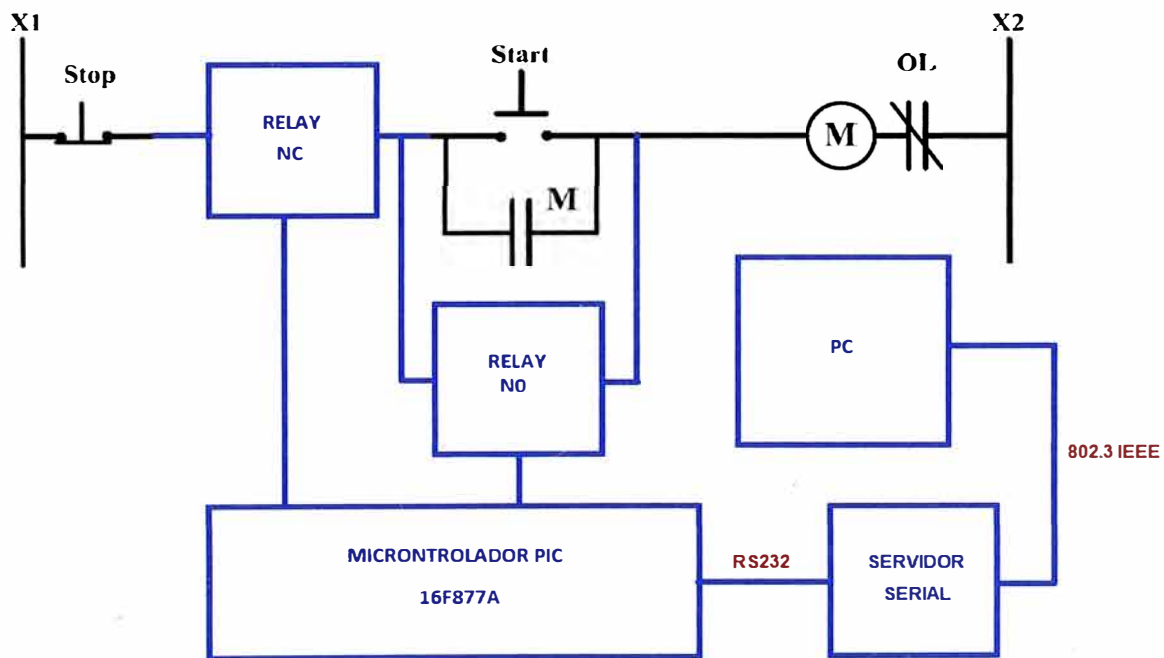 X1
X2
Stop
Start
OL
RELAY
NC
M
M
RELAY
N0
PC
802.3 IEEE
MICRONTROLADOR PIC
16F877A
RS232
SERVIDOR
SERIAL